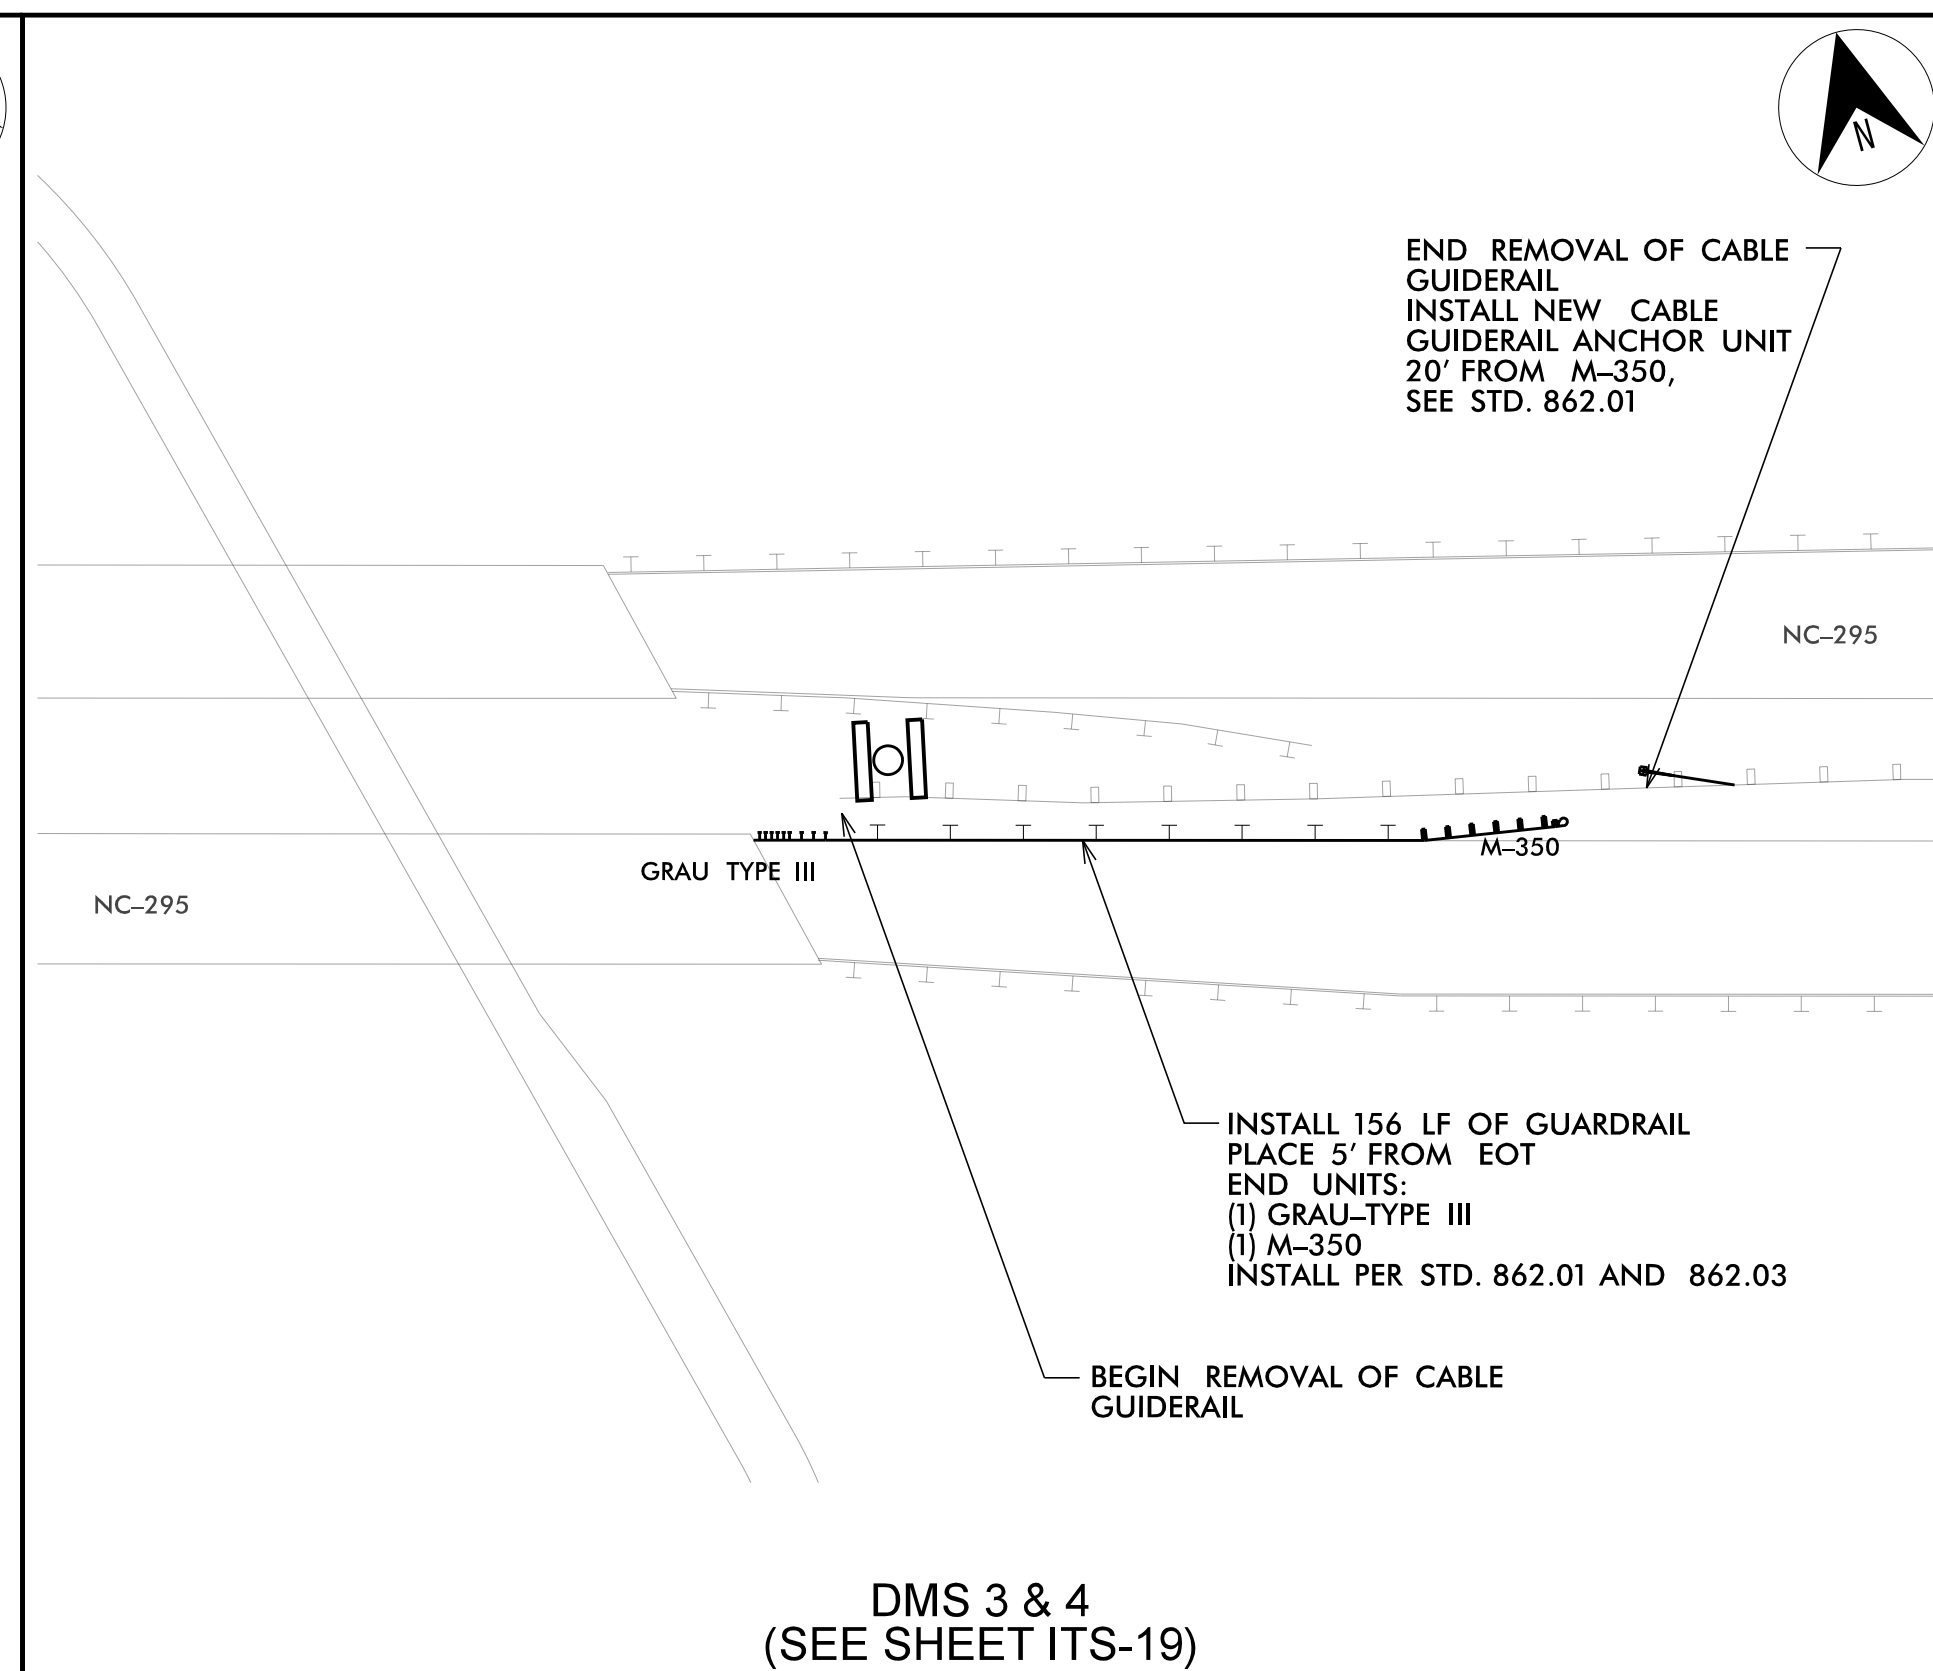 N
END REMOVAL OF CABLE
GUIDERAIL
INSTALL NEW CABLE
GUIDERAIL ANCHOR UNIT
20' FROM M–350,
SEE STD. 862.01
NC–295
M–350
GRAU TYPE III
NC–295
INSTALL 156 LF OF GUARDRAIL
PLACE 5' FROM EOT
END UNITS:
(1) GRAU–TYPE III
(1) M–350
INSTALL PER STD. 862.01 AND 862.03
BEGIN REMOVAL OF CABLE
GUIDERAIL
DMS 3 & 4
(SEE SHEET ITS-19)